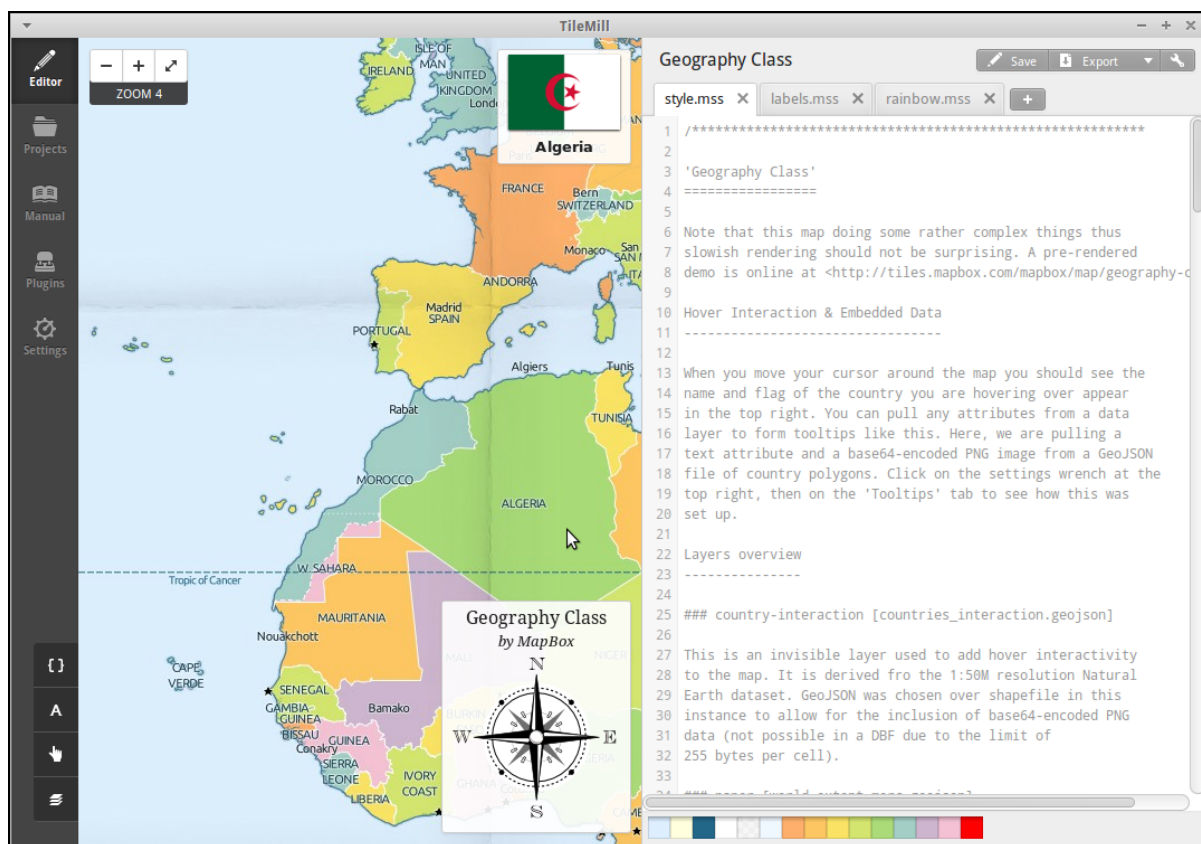 TileMill
Editor
Projects
Manual
Plugins
Settings
{ }
A
ZOOM 4
Algeria
ISLE OF
MAN
IRELAND
UNITED
KINGDOM
FRANCE
Bern
SWITZERLAND
Monaco
San
ANDORRA
Madrid
SPAIN
PORTUGAL
Algiers
Tunis
Rabat
TUNISIA
MOROCCO
ALGERIA
W. SAHARA
Tropic of Cancer
MAURITANIA
Nouakchott
CAPE
VERDE
MALI
NIGER
SENEGAL
GAMBIA
Bamako
GUINEA
BISSAU
GUINEA
Conakry
SIERRA
LEONE
IVORY
COAST
LIBERIA
GHANA
Geography Class
by MapBox
N
W
E
S
Geography Class
Save
Export
style.mss
labels.mss
rainbow.mss
+
1 /**********************************************************
2
3 'Geography Class'
4 =================
5
6 Note that this map doing some rather complex things thus
7 slowish rendering should not be surprising. A pre-rendered
8 demo is online at <http://tiles.mapbox.com/mapbox/map/geography-c
9
10 Hover Interaction & Embedded Data
11 ---------------------------------
12
13 When you move your cursor around the map you should see the
14 name and flag of the country you are hovering over appear
15 in the top right. You can pull any attributes from a data
16 layer to form tooltips like this. Here, we are pulling a
17 text attribute and a base64-encoded PNG image from a GeoJSON
18 file of country polygons. Click on the settings wrench at the
19 top right, then on the 'Tooltips' tab to see how this was
20 set up.
21
22 Layers overview
23 ---------------
24
25 ### country-interaction [countries_interaction.geojson]
26
27 This is an invisible layer used to add hover interactivity
28 to the map. It is derived fro the 1:50M resolution Natural
29 Earth dataset. GeoJSON was chosen over shapefile in this
30 instance to allow for the inclusion of base64-encoded PNG
31 data (not possible in a DBF due to the limit of
32 255 bytes per cell).
33